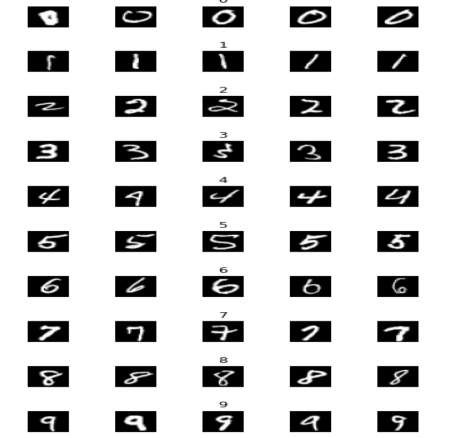 0
0 0 0 0 0
1
1 1 1 1 1
2
2 2 2 2 2
3
3 3 3 3 3
4
4 4 4 4 4
5
5 5 5 5 5
6
6 6 6 6 6
7
7 7 7 7 7
8
8 8 8 8 8
9
9 9 9 9 9